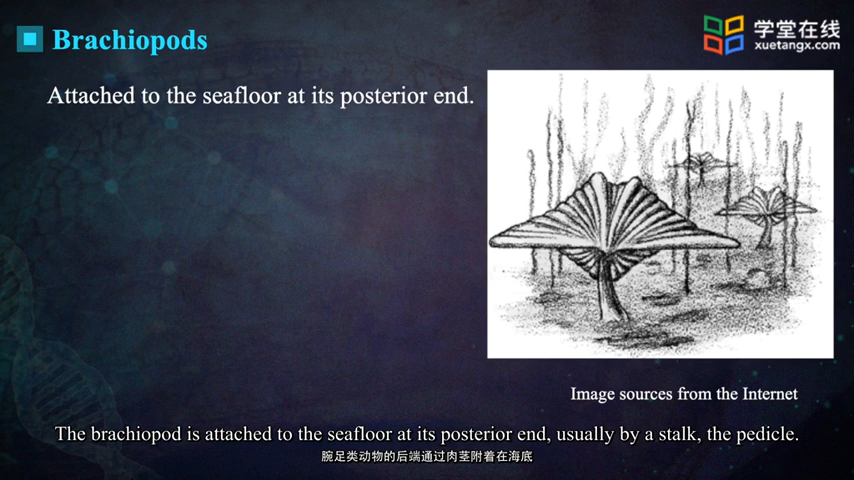 Brachiopods
学堂在线
xuetangx.com
Attached to the seafloor at its posterior end.
Image sources from the Internet
The brachiopod is attached to the seafloor at its posterior end, usually by a stalk, the pedicle.
腕足类动物的后端通过肉茎附着在海底